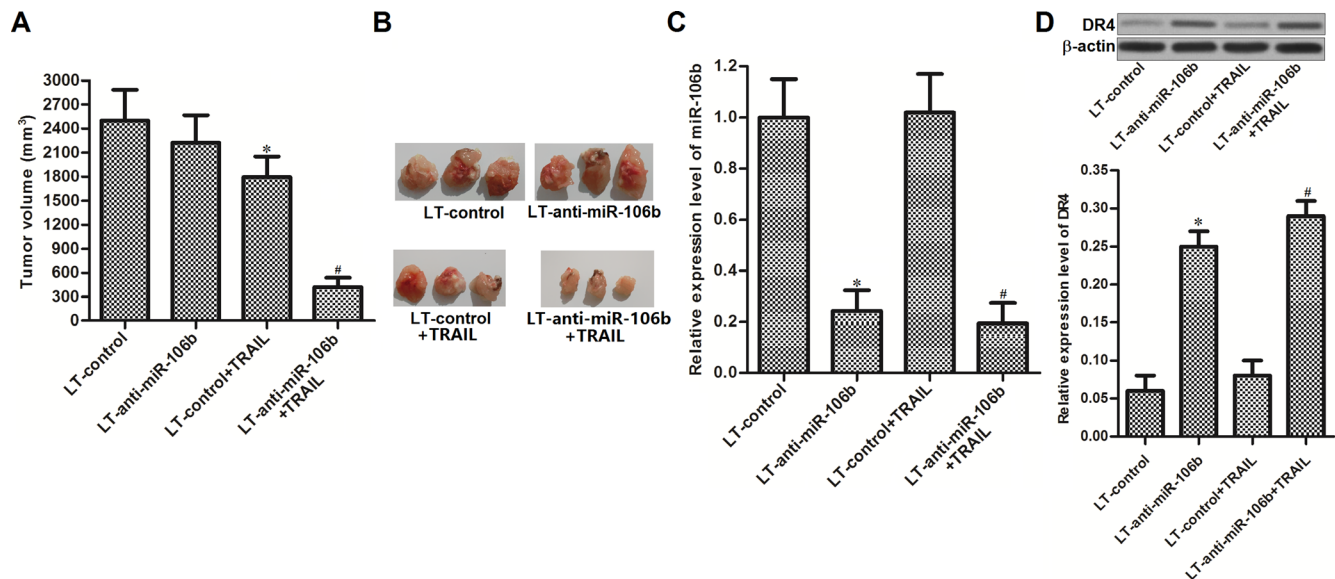 A
Tumor volume (mm³)
3000
2700
2400
2100
1800
1500
1200
900
600
300
0
*
#
LT-control
LT-anti-miR-106b
LT-control+TRAIL
LT-anti-miR-106b
+TRAIL
B
LT-control
LT-anti-miR-106b
LT-control
+TRAIL
LT-anti-miR-106b
+TRAIL
C
Relative expression level of miR-106b
1.2
1.0
0.8
0.6
0.4
0.2
0.0
*
#
LT-control
LT-anti-miR-106b
LT-control+TRAIL
LT-anti-miR-106b
+TRAIL
D
DR4
β-actin
LT-control
LT-anti-miR-106b
LT-control+TRAIL
LT-anti-miR-106b
+TRAIL
Relative expression level of DR4
0.35
0.30
0.25
0.20
0.15
0.10
0.05
0.00
*
#
LT-control
LT-anti-miR-106b
LT-control+TRAIL
LT-anti-miR-106b+TRAIL